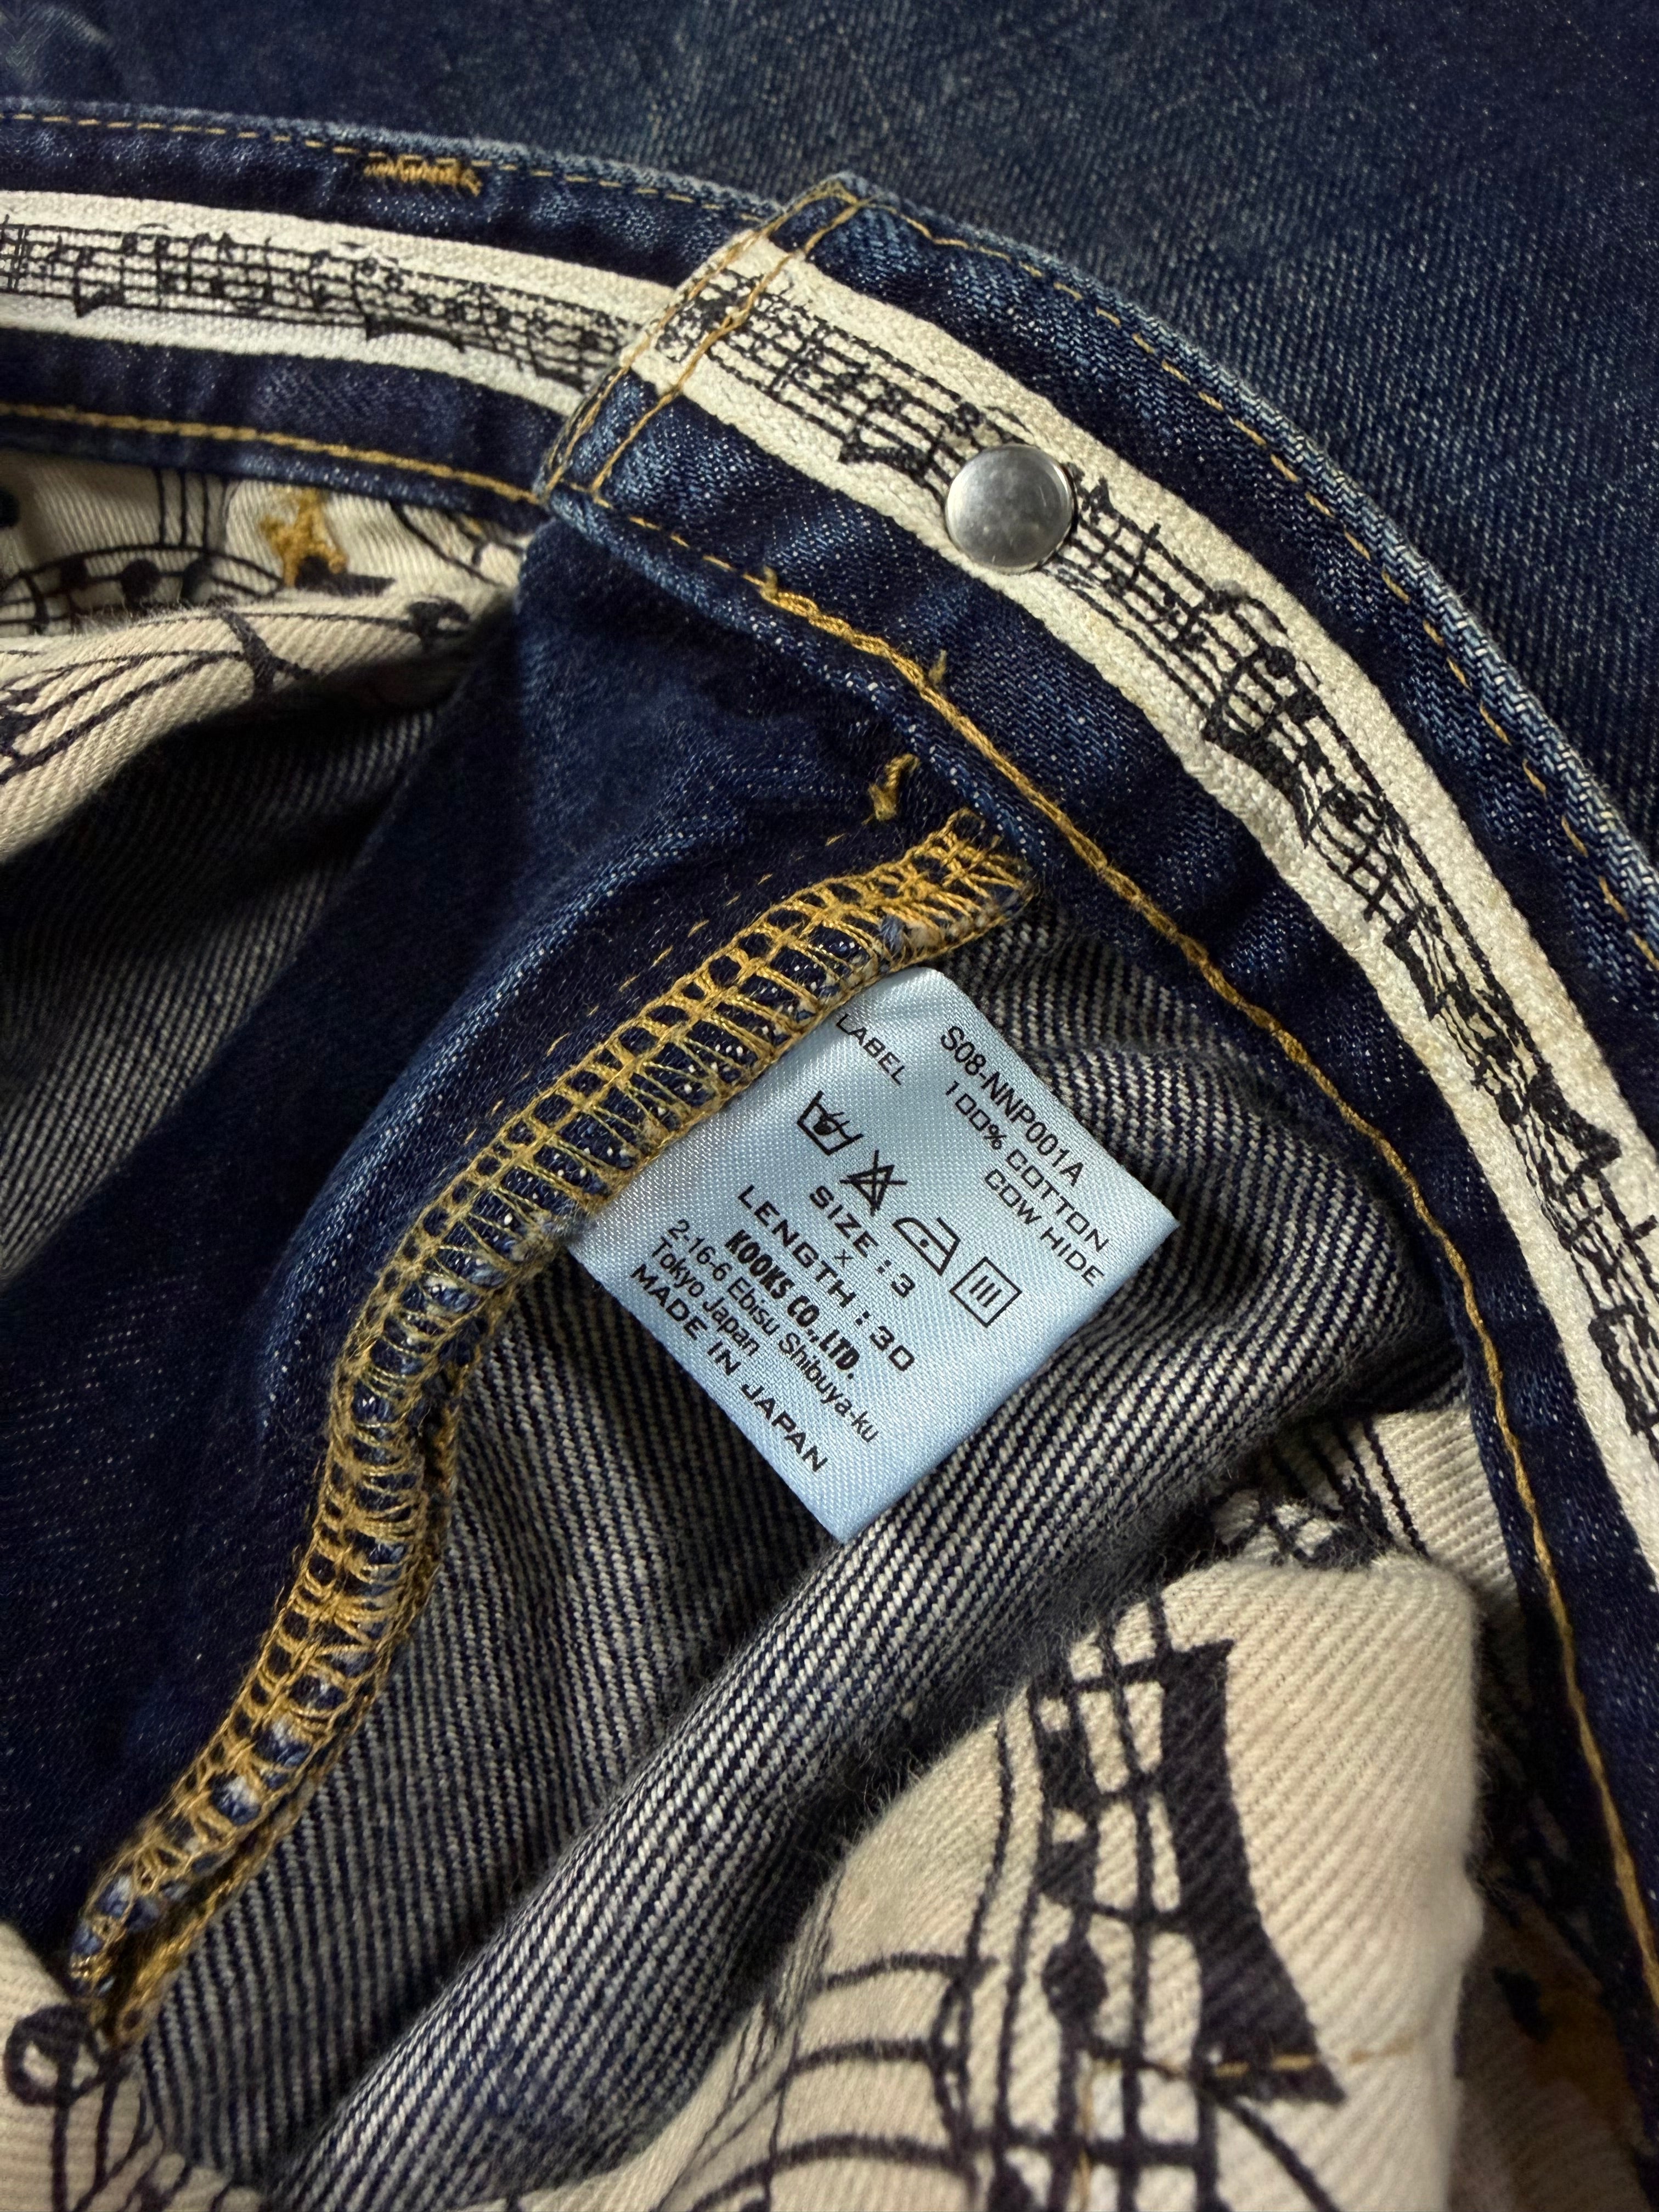 S08-NNP001A
100% COTTON
COW HIDE
LABEL
SIZE : 3
×
LENGTH : 30
KOOKS CO.,LTD.
2-16-6 Ebisu Shibuya-ku
Tokyo Japan
MADE IN JAPAN